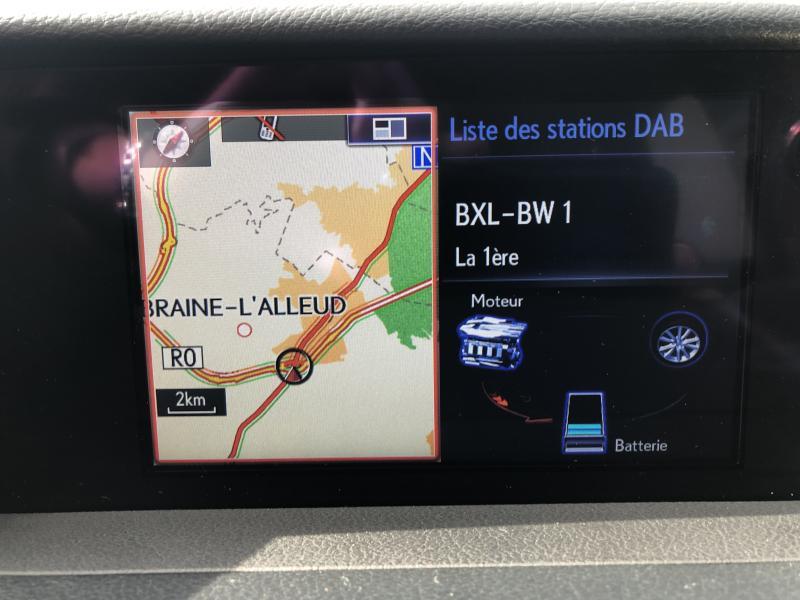 N
BRAINE-L'ALLEUD
R0
2km
Liste des stations DAB
BXL-BW 1
La 1ère
Moteur
Batterie